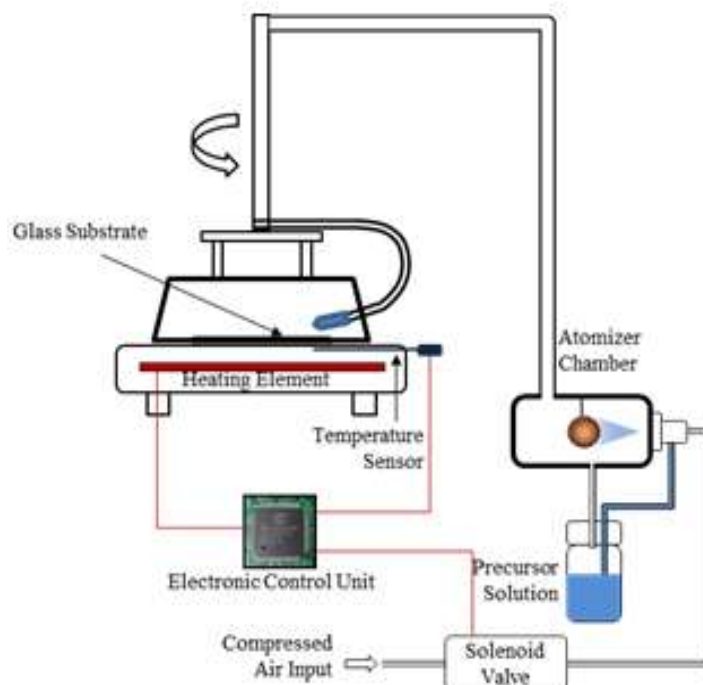 Glass Substrate
Atomizer
Chamber
Heating Element
Temperature
Sensor
Electronic Control Unit
Precursor
Solution
Compressed
Air Input
Solenoid
Valve